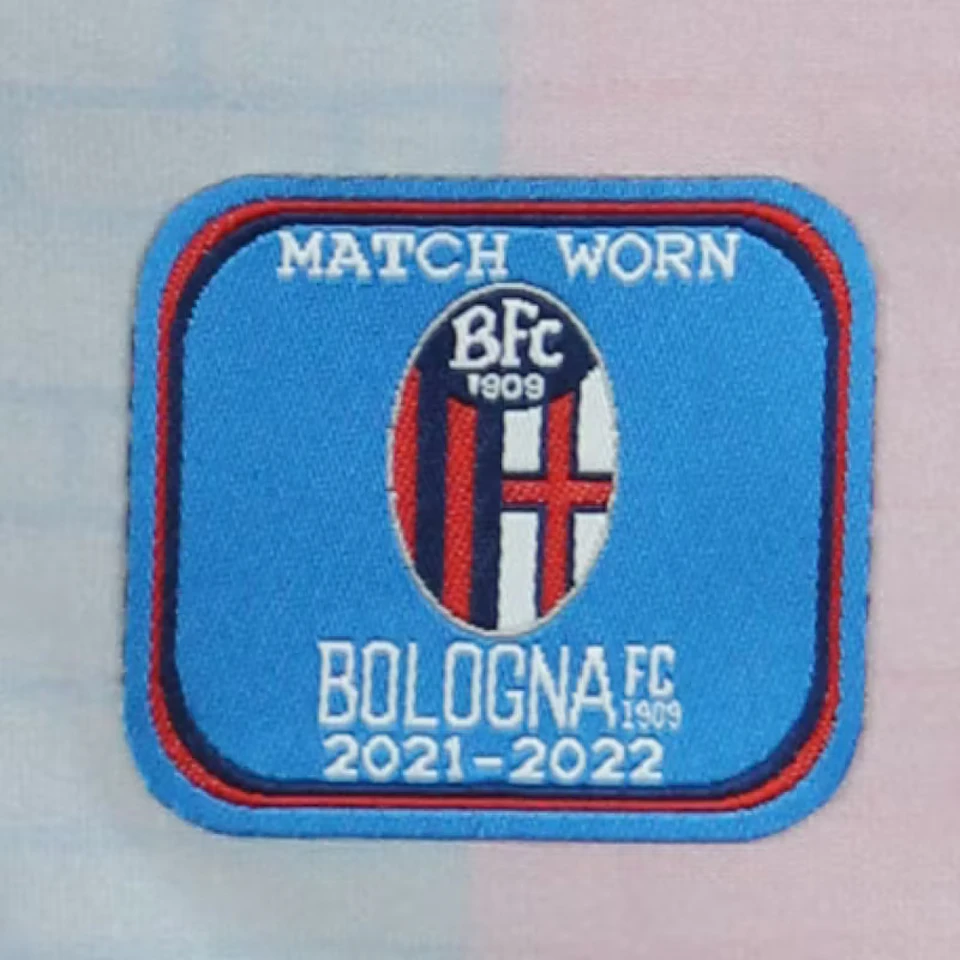 MATCH WORN
BFC
1909
BOLOGNA FC
1909
2021-2022